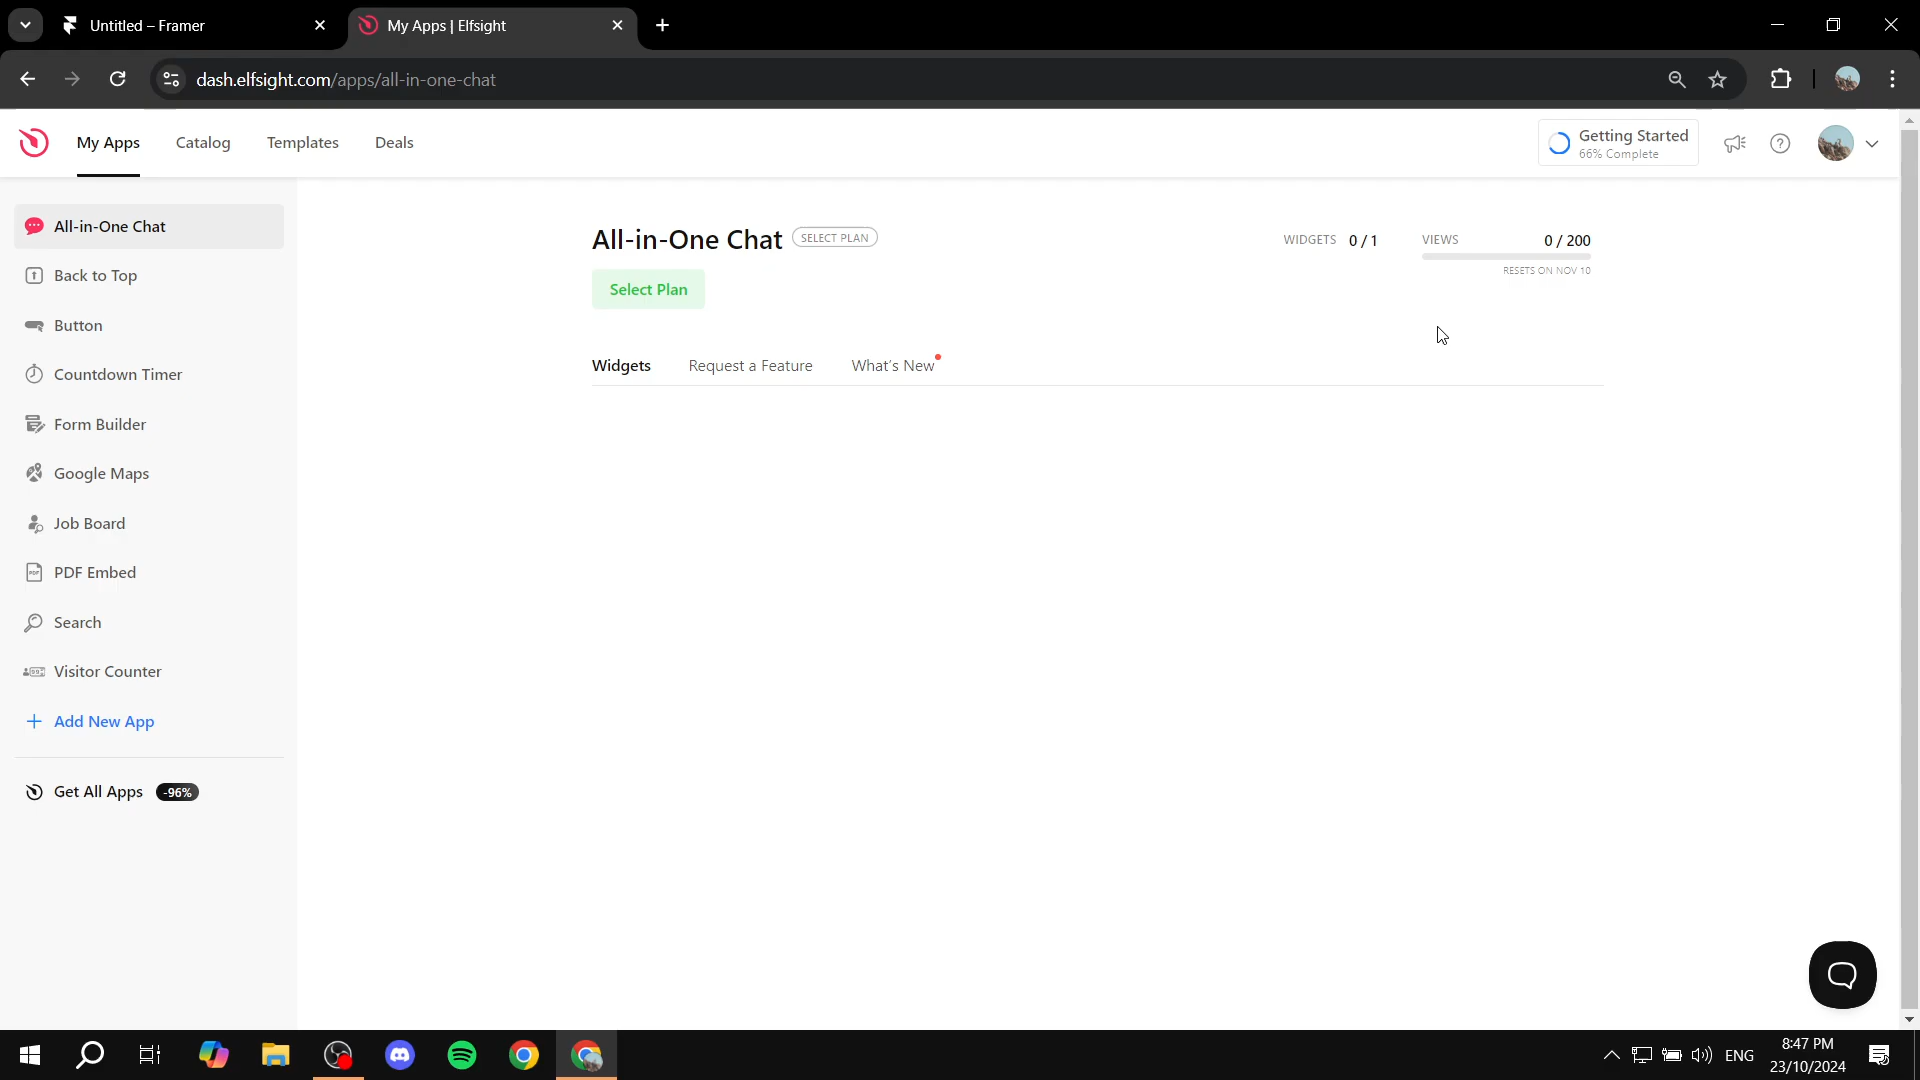 Untitled – Framer
My Apps | Elfsight
dash.elfsight.com/apps/all-in-one-chat
My Apps
Catalog
Templates
Deals
Getting Started
66% Complete
All-in-One Chat
Back to Top
Button
Countdown Timer
Form Builder
Google Maps
Job Board
PDF Embed
Search
Visitor Counter
Add New App
Get All Apps
-96%
All-in-One Chat
SELECT PLAN
WIDGETS 0 / 1
VIEWS 0 / 200
RESETS ON NOV 10
Select Plan
Widgets
Request a Feature
What's New
ENG
8:47 PM
23/10/2024